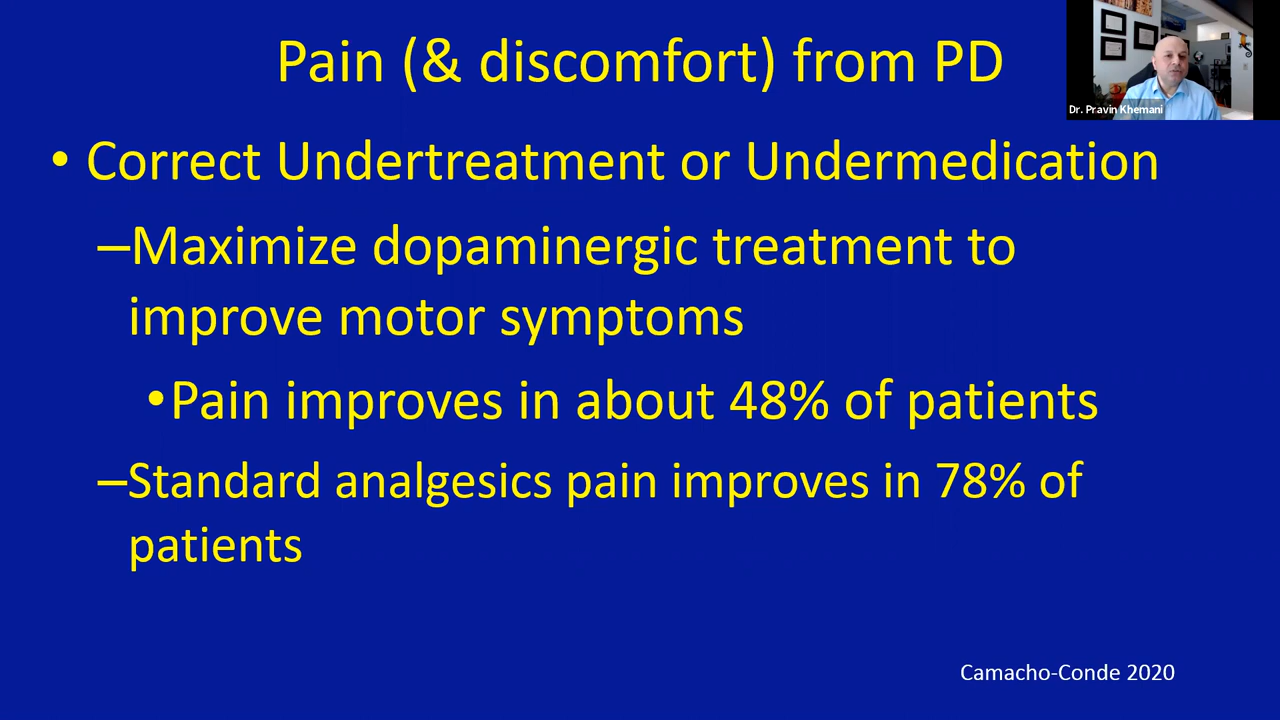 Pain (& discomfort) from PD
Dr. Pravin Khemani
• Correct Undertreatment or Undermedication
–Maximize dopaminergic treatment to
improve motor symptoms
•Pain improves in about 48% of patients
–Standard analgesics pain improves in 78% of
patients
Camacho-Conde 2020